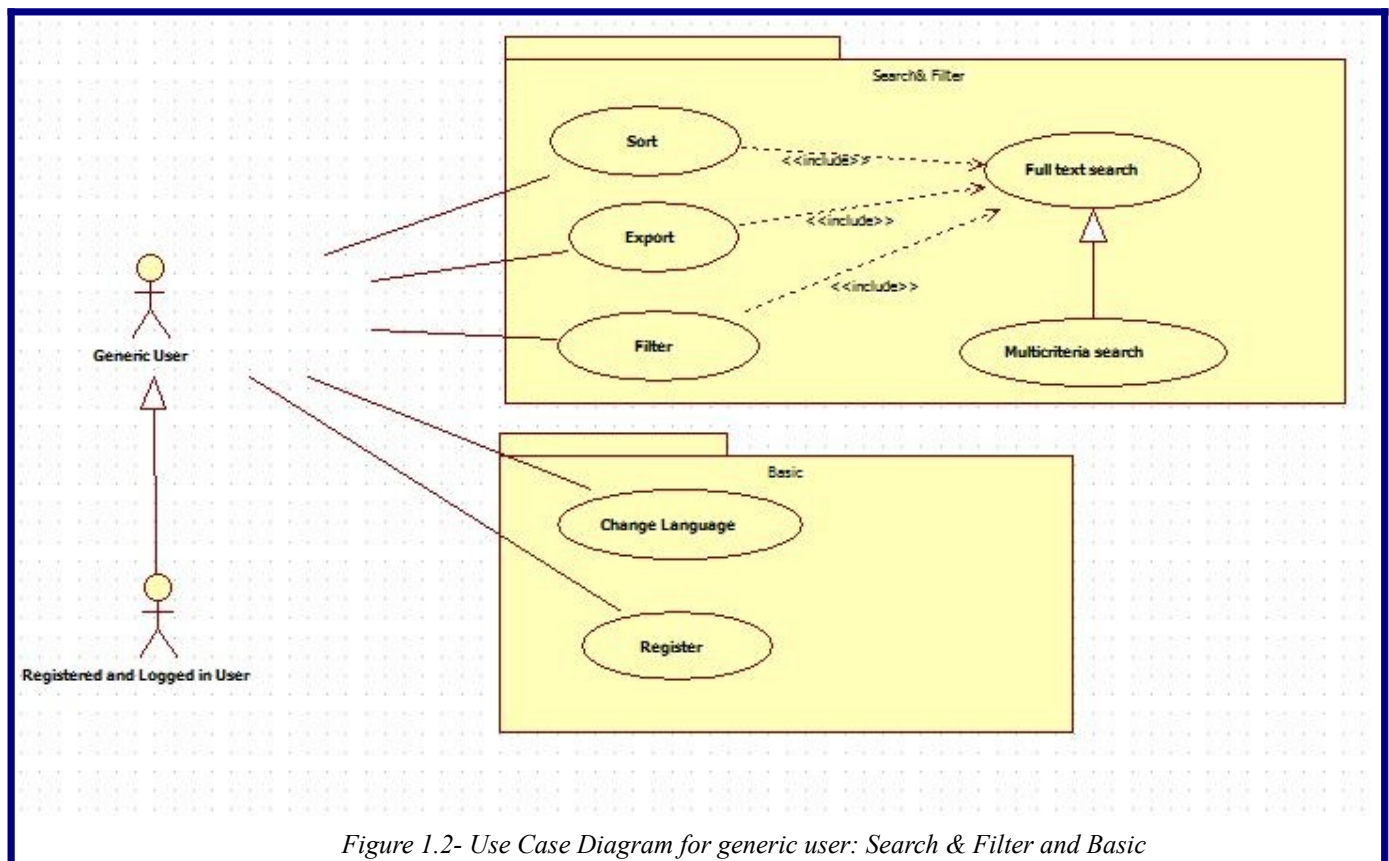 Search& Filter
Sort
<<include>>
Full text search
Export
<<include>>
Generic User
Filter
<<include>>
Multicriteria search
Basic
Change Language
Register
Registered and Logged in User
Figure 1.2- Use Case Diagram for generic user: Search & Filter and Basic